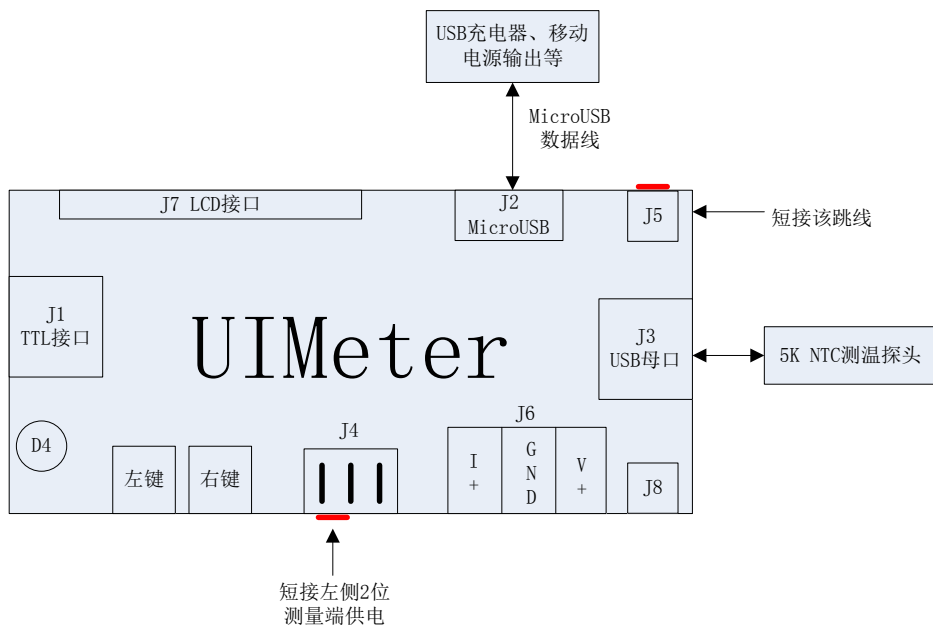 USB充电器、移动
电源输出等
MicroUSB
数据线
J7 LCD接口
J2
MicroUSB
J5
短接该跳线
J1
TTL接口
UIMeter
J3
USB母口
5K NTC测温探头
D4
左键
右键
J4
J6
I
+
G
N
D
V
+
J8
短接左侧2位
测量端供电